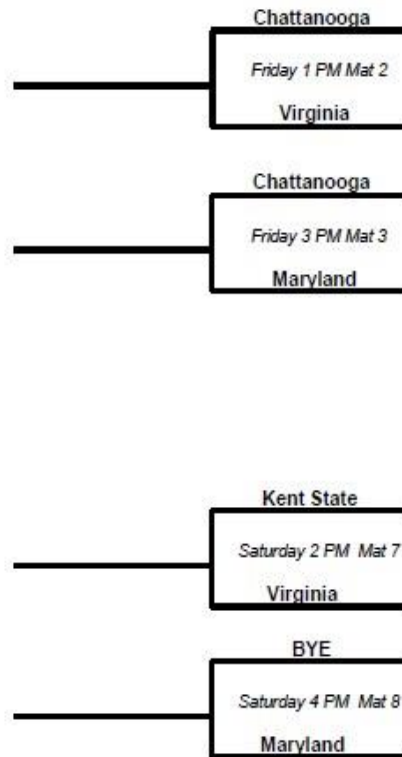 Chattanooga
Friday 1 PM Mat 2
Virginia
Chattanooga
Friday 3 PM Mat 3
Maryland
Kent State
Saturday 2 PM Mat 7
Virginia
BYE
Saturday 4 PM Mat 8
Maryland